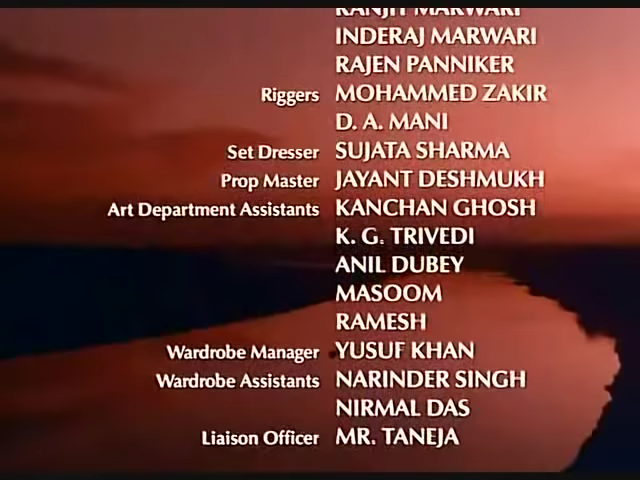 RANJIT MARWARI
INDERAJ MARWARI
RAJEN PANNIKER
Riggers MOHAMMED ZAKIR
D. A. MANI
Set Dresser SUJATA SHARMA
Prop Master JAYANT DESHMUKH
Art Department Assistants KANCHAN GHOSH
K. G. TRIVEDI
ANIL DUBEY
MASOOM
RAMESH
Wardrobe Manager YUSUF KHAN
Wardrobe Assistants NARINDER SINGH
NIRMAL DAS
Liaison Officer MR. TANEJA